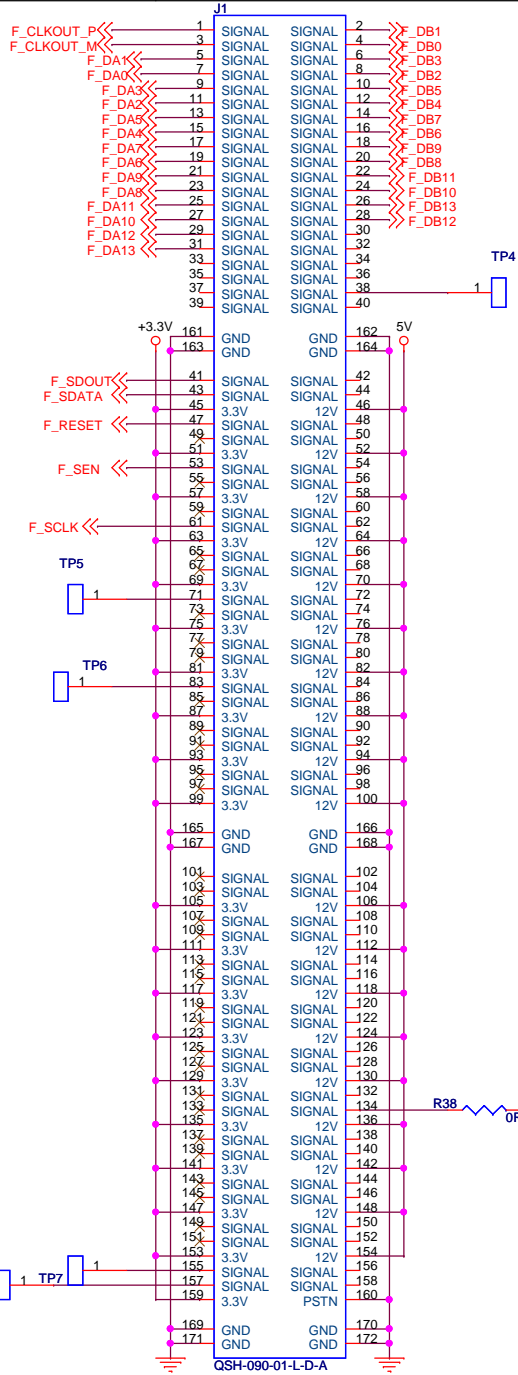 J1
F_CLKOUT_P 1 SIGNAL SIGNAL 2 F_DB1
F_CLKOUT_M 3 SIGNAL SIGNAL 4 F_DB0
F_DA1 5 SIGNAL SIGNAL 6 F_DB3
F_DA0 7 SIGNAL SIGNAL 8 F_DB2
F_DA3 9 SIGNAL SIGNAL 10 F_DB5
F_DA2 11 SIGNAL SIGNAL 12 F_DB4
F_DA5 13 SIGNAL SIGNAL 14 F_DB7
F_DA4 15 SIGNAL SIGNAL 16 F_DB6
F_DA7 17 SIGNAL SIGNAL 18 F_DB9
F_DA6 19 SIGNAL SIGNAL 20 F_DB8
F_DA9 21 SIGNAL SIGNAL 22 F_DB11
F_DA8 23 SIGNAL SIGNAL 24 F_DB10
F_DA11 25 SIGNAL SIGNAL 26 F_DB13
F_DA10 27 SIGNAL SIGNAL 28 F_DB12
F_DA12 29 SIGNAL SIGNAL 30
F_DA13 31 SIGNAL SIGNAL 32
33 SIGNAL SIGNAL 34
TP4
35 SIGNAL SIGNAL 36
37 SIGNAL SIGNAL 38 1
39 SIGNAL SIGNAL 40
+3.3V 5V
161 GND GND 162
163 GND GND 164
F_SDOUT 41 SIGNAL SIGNAL 42
F_SDATA 43 SIGNAL SIGNAL 44
45 3.3V 12V 46
F_RESET 47 SIGNAL SIGNAL 48
49 SIGNAL SIGNAL 50
51 3.3V 12V 52
F_SEN 53 SIGNAL SIGNAL 54
55 SIGNAL SIGNAL 56
57 3.3V 12V 58
59 SIGNAL SIGNAL 60
F_SCLK 61 SIGNAL SIGNAL 62
63 3.3V 12V 64
65 SIGNAL SIGNAL 66
TP5
67 SIGNAL SIGNAL 68
69 3.3V 12V 70
1 71 SIGNAL SIGNAL 72
73 SIGNAL SIGNAL 74
75 3.3V 12V 76
77 SIGNAL SIGNAL 78
79 SIGNAL SIGNAL 80
TP6
81 3.3V 12V 82
1 83 SIGNAL SIGNAL 84
85 SIGNAL SIGNAL 86
87 3.3V 12V 88
89 SIGNAL SIGNAL 90
91 SIGNAL SIGNAL 92
93 3.3V 12V 94
95 SIGNAL SIGNAL 96
97 SIGNAL SIGNAL 98
99 3.3V 12V 100
165 GND GND 166
167 GND GND 168
101 SIGNAL SIGNAL 102
103 SIGNAL SIGNAL 104
105 3.3V 12V 106
107 SIGNAL SIGNAL 108
109 SIGNAL SIGNAL 110
111 3.3V 12V 112
113 SIGNAL SIGNAL 114
115 SIGNAL SIGNAL 116
117 3.3V 12V 118
119 SIGNAL SIGNAL 120
121 SIGNAL SIGNAL 122
123 3.3V 12V 124
125 SIGNAL SIGNAL 126
127 SIGNAL SIGNAL 128
129 3.3V 12V 130
131 SIGNAL SIGNAL 132
133 SIGNAL SIGNAL 134 R38
135 3.3V 12V 136
137 SIGNAL SIGNAL 138
139 SIGNAL SIGNAL 140
141 3.3V 12V 142
143 SIGNAL SIGNAL 144
145 SIGNAL SIGNAL 146
147 3.3V 12V 148
149 SIGNAL SIGNAL 150
151 SIGNAL SIGNAL 152
153 3.3V 12V 154
TP7 1 155 SIGNAL SIGNAL 156
1 157 SIGNAL SIGNAL 158
159 3.3V PSTN 160
169 GND GND 170
171 GND GND 172
QSH-090-01-L-D-A